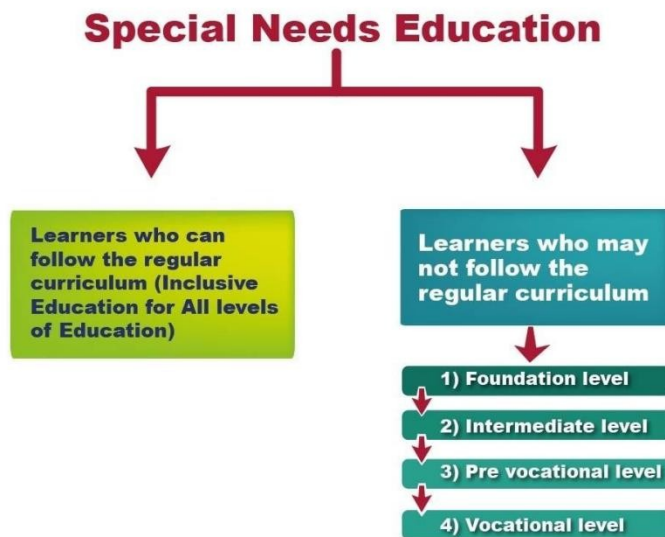 Special Needs Education
Learners who can
follow the regular
curriculum (Inclusive
Education for All levels
of Education)
Learners who may
not follow the
regular curriculum
1) Foundation level
2) Intermediate level
3) Pre vocational level
4) Vocational level